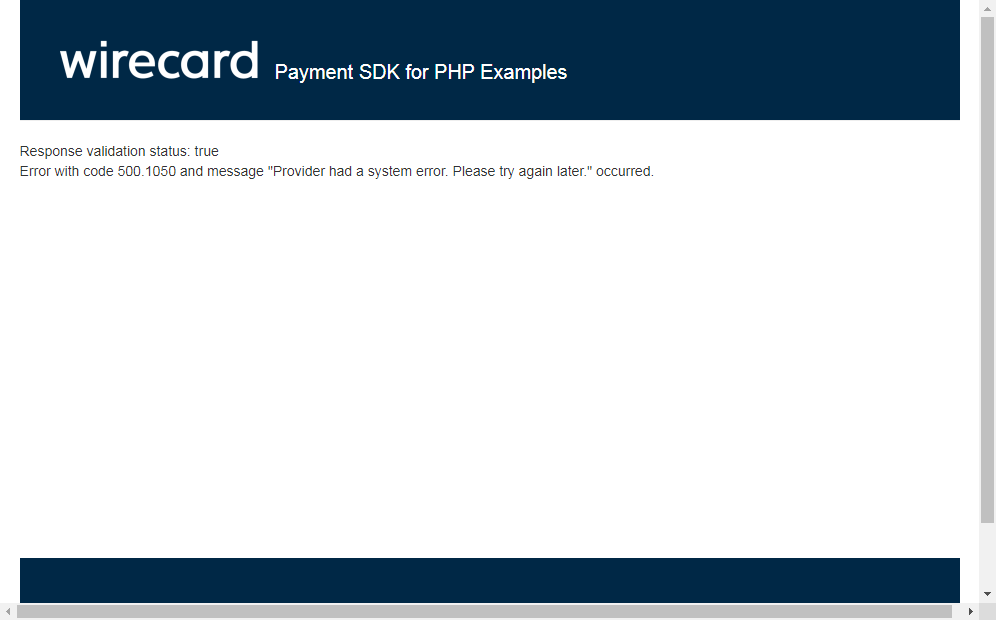 wirecard Payment SDK for PHP Examples
Response validation status: true
Error with code 500.1050 and message "Provider had a system error. Please try again later." occurred.